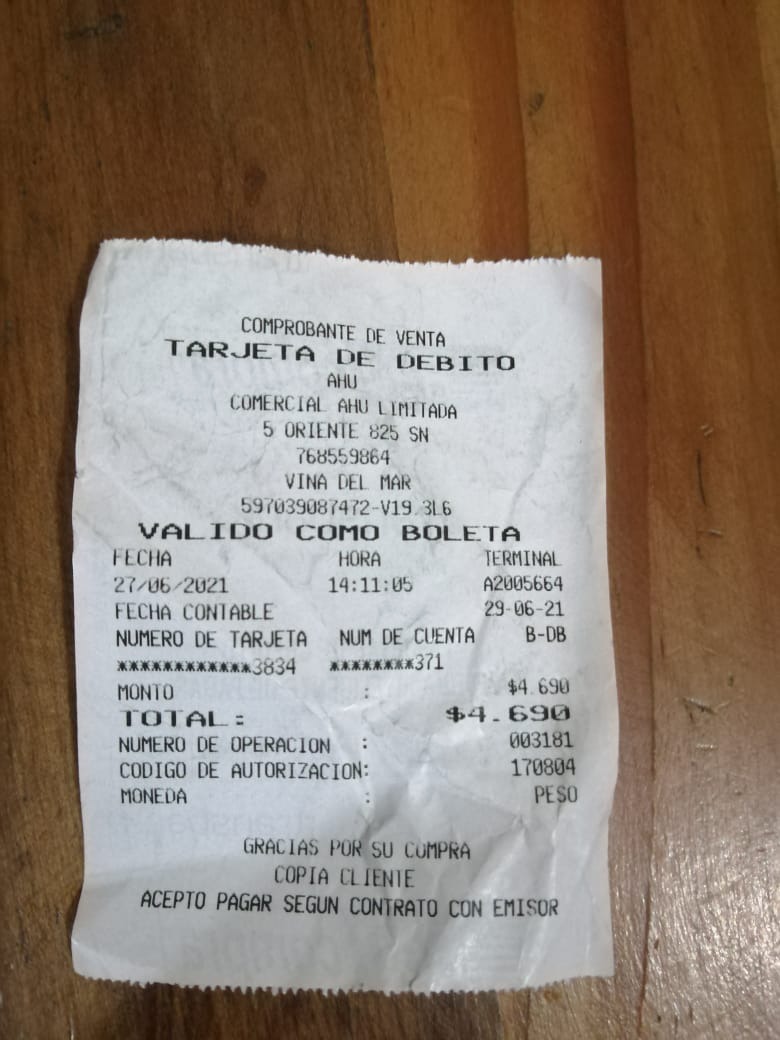 COMPROBANTE DE VENTA
TARJETA DE DEBITO
AHU
COMERCIAL AHU LIMITADA
5 ORIENTE 825 SN
768559864
VINA DEL MAR
597039087472-V19.3L6
VALIDO COMO BOLETA
FECHA HORA TERMINAL
27/06/2021 14:11:05 A2005664
FECHA CONTABLE 29-06-21
NUMERO DE TARJETA NUM DE CUENTA B-DB
************3834 ********371
MONTO : $4.690
TOTAL: $4.690
NUMERO DE OPERACION : 003181
CODIGO DE AUTORIZACION: 170804
MONEDA : PESO
GRACIAS POR SU COMPRA
COPIA CLIENTE
ACEPTO PAGAR SEGUN CONTRATO CON EMISOR